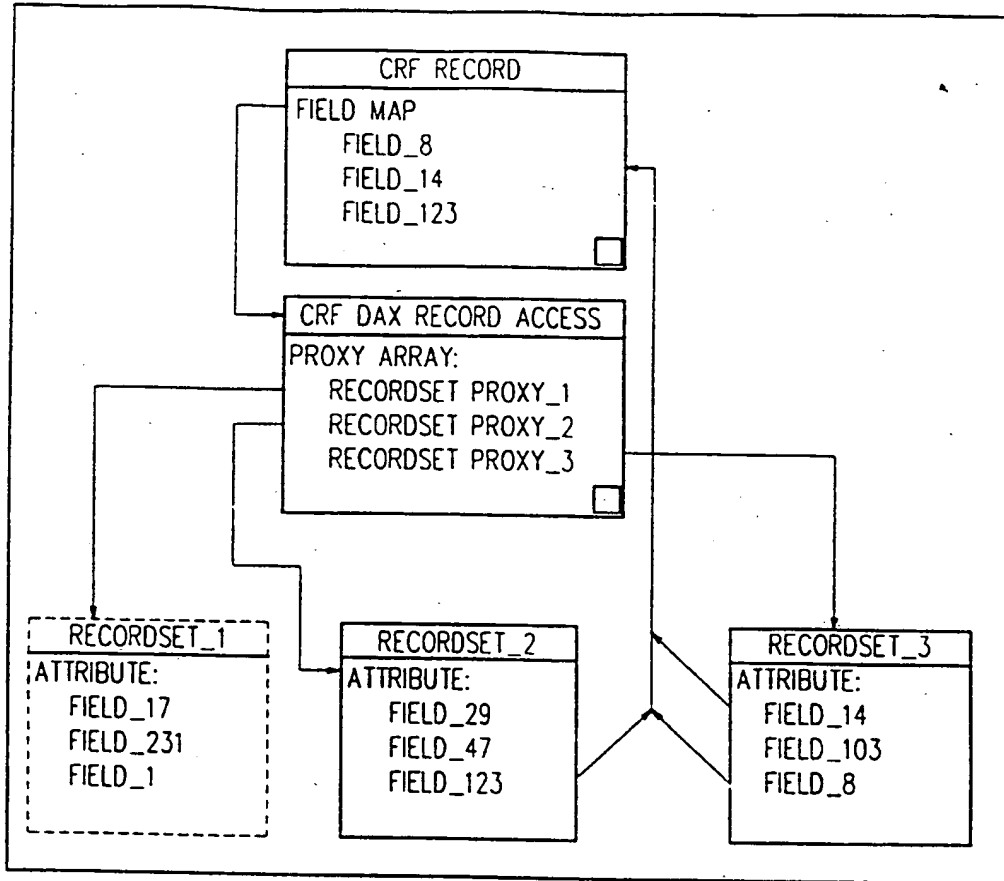 CRF RECORD
FIELD MAP
FIELD_8
FIELD_14
FIELD_123
CRF DAX RECORD ACCESS
PROXY ARRAY:
RECORDSET PROXY_1
RECORDSET PROXY_2
RECORDSET PROXY_3
RECORDSET_1
ATTRIBUTE:
FIELD_17
FIELD_231
FIELD_1
RECORDSET_2
ATTRIBUTE:
FIELD_29
FIELD_47
FIELD_123
RECORDSET_3
ATTRIBUTE:
FIELD_14
FIELD_103
FIELD_8